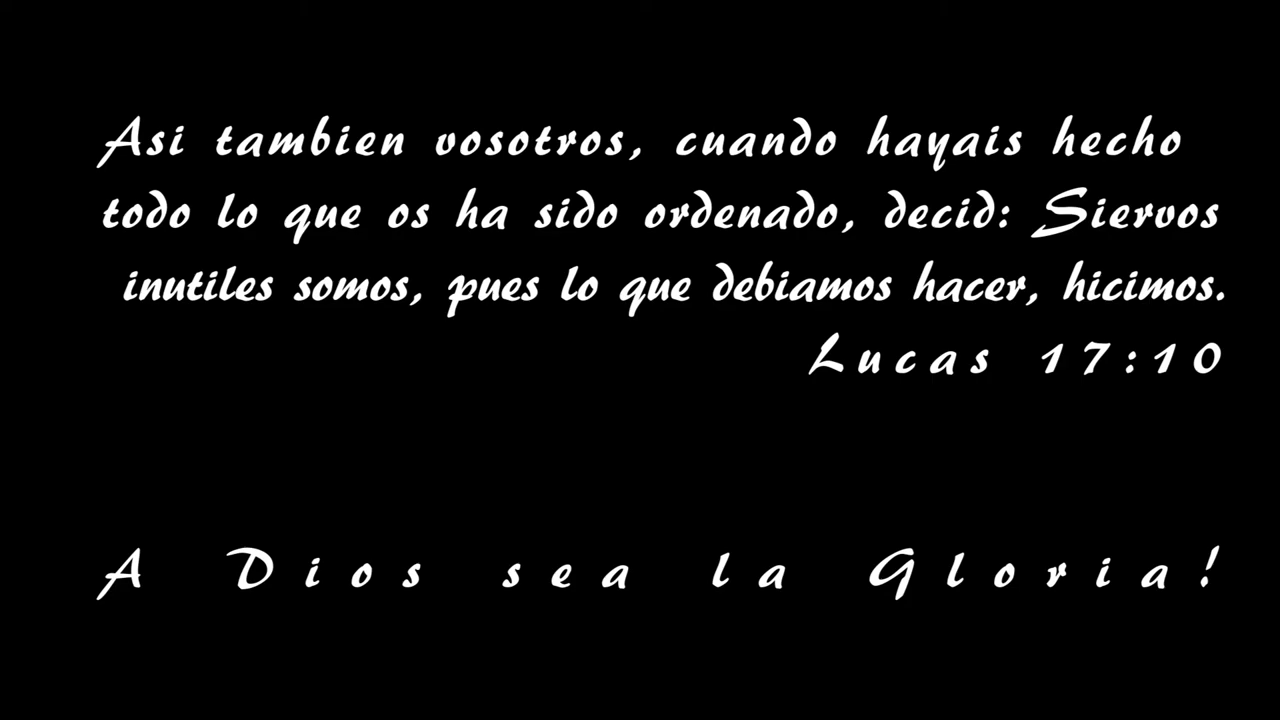 Asi tambien vosotros, cuando hayais hecho
todo lo que os ha sido ordenado, decid: Siervos
inutiles somos, pues lo que debiamos hacer, hicimos.
Lucas 17:10
A Dios sea la Gloria!